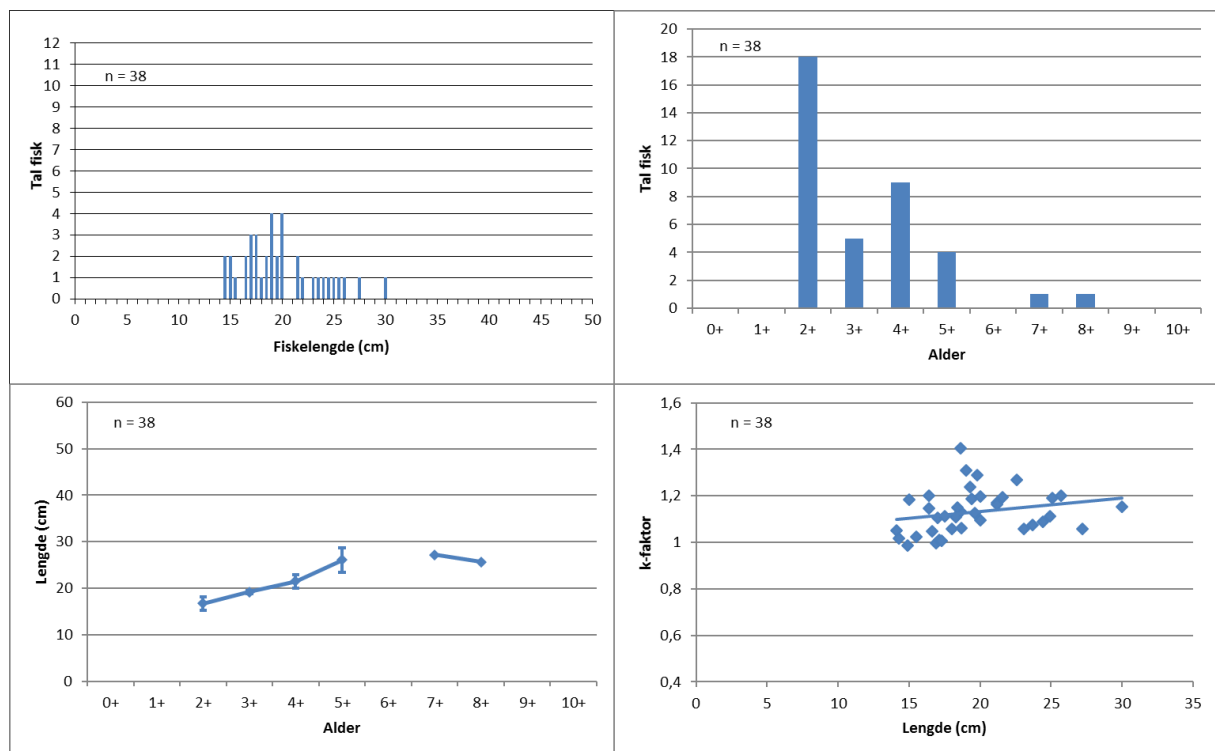 12
11
10
9
8
7
6
5
4
3
2
1
0
n = 38
Tal fisk
0 5 10 15 20 25 30 35 40 45 50
Fiskelengde (cm)
20
18
16
14
12
10
8
6
4
2
0
n = 38
Tal fisk
0+ 1+ 2+ 3+ 4+ 5+ 6+ 7+ 8+ 9+ 10+
Alder
60
50
40
30
20
10
0
n = 38
Lengde (cm)
0+ 1+ 2+ 3+ 4+ 5+ 6+ 7+ 8+ 9+ 10+
Alder
1,6
1,4
1,2
1
0,8
0,6
0,4
n = 38
k-faktor
0 5 10 15 20 25 30 35
Lengde (cm)